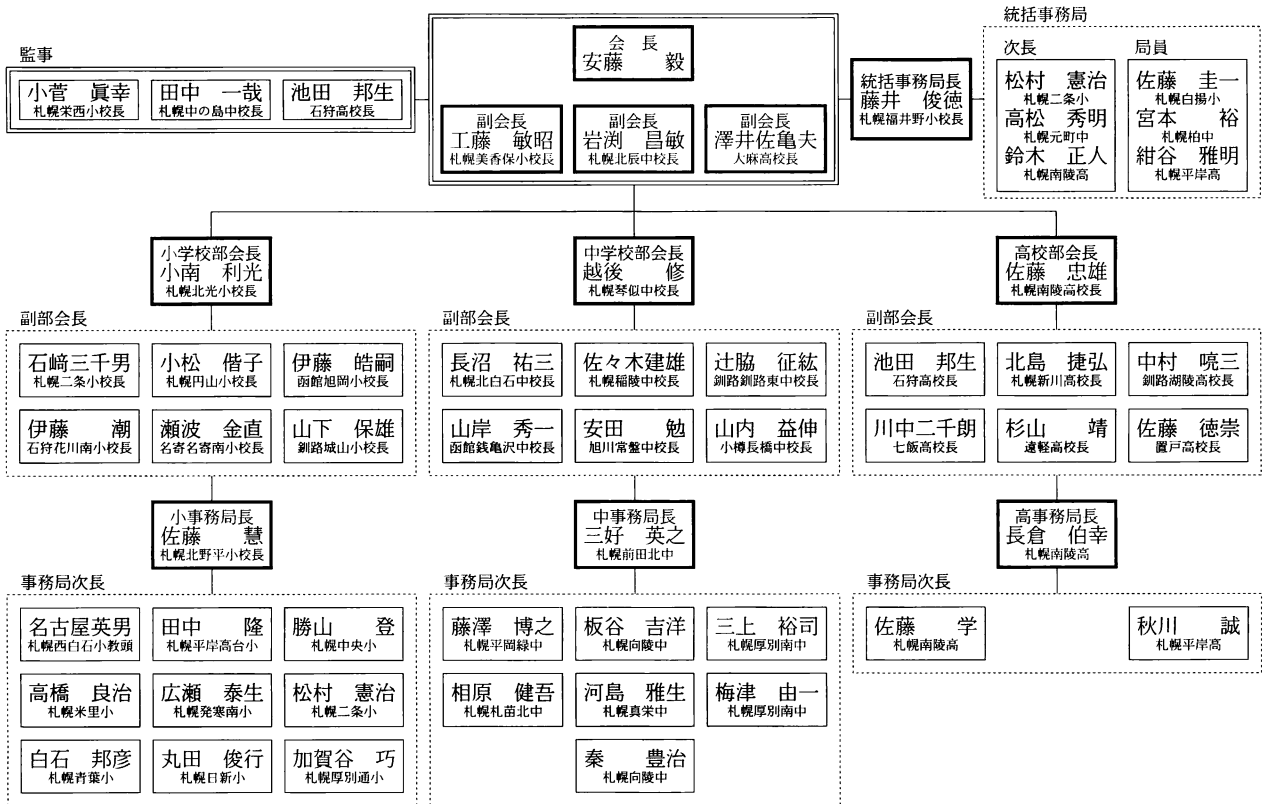 監事
小菅 眞幸
札幌栄西小校長
田中 一哉
札幌中の島中校長
池田 邦生
石狩高校長
会長
安藤 毅
副会長
工藤 敏昭
札幌美香保小校長
副会長
岩渕 昌敏
札幌北辰中校長
副会長
澤井佐亀夫
大麻高校長
統括事務局長
藤井 俊徳
札幌福井野小校長
統括事務局
次長
松村 憲治
札幌二条小
高松 秀明
札幌元町中
鈴木 正人
札幌南陵高
局員
佐藤 圭一
札幌白揚小
宮本 裕
札幌柏中
紺谷 雅明
札幌平岸高
小学校部会長
小南 利光
札幌北光小校長
中学校部会長
越後 修
札幌琴似中校長
高校部会長
佐藤 忠雄
札幌南陵高校長
副部会長
石﨑三千男
札幌二条小校長
小松 偕子
札幌円山小校長
伊藤 皓嗣
函館旭岡小校長
伊藤 潮
石狩花川南小校長
瀬波 金直
名寄名寄南小校長
山下 保雄
釧路城山小校長
副部会長
長沼 祐三
札幌北白石中校長
佐々木建雄
札幌稲陵中校長
辻脇 征紘
釧路釧路東中校長
山岸 秀一
函館銭亀沢中校長
安田 勉
旭川常盤中校長
山内 益伸
小樽長橋中校長
副部会長
池田 邦生
石狩高校長
北島 捷弘
札幌新川高校長
中村 喨三
釧路湖陵高校長
川中二千朗
七飯高校長
杉山 靖
遠軽高校長
佐藤 徳崇
置戸高校長
小事務局長
佐藤 慧
札幌北野平小校長
中事務局長
三好 英之
札幌前田北中
高事務局長
長倉 伯幸
札幌南陵高
事務局次長
名古屋英男
札幌西白石小教頭
田中 隆
札幌平岸高台小
勝山 登
札幌中央小
高橋 良治
札幌米里小
広瀬 泰生
札幌発寒南小
松村 憲治
札幌二条小
白石 邦彦
札幌青葉小
丸田 俊行
札幌日新小
加賀谷 巧
札幌厚別通小
事務局次長
藤澤 博之
札幌平岡緑中
板谷 吉洋
札幌向陵中
三上 裕司
札幌厚別南中
相原 健吾
札幌札苗北中
河島 雅生
札幌真栄中
梅津 由一
札幌厚別南中
秦 豊治
札幌向陵中
事務局次長
佐藤 学
札幌南陵高
秋川 誠
札幌平岸高